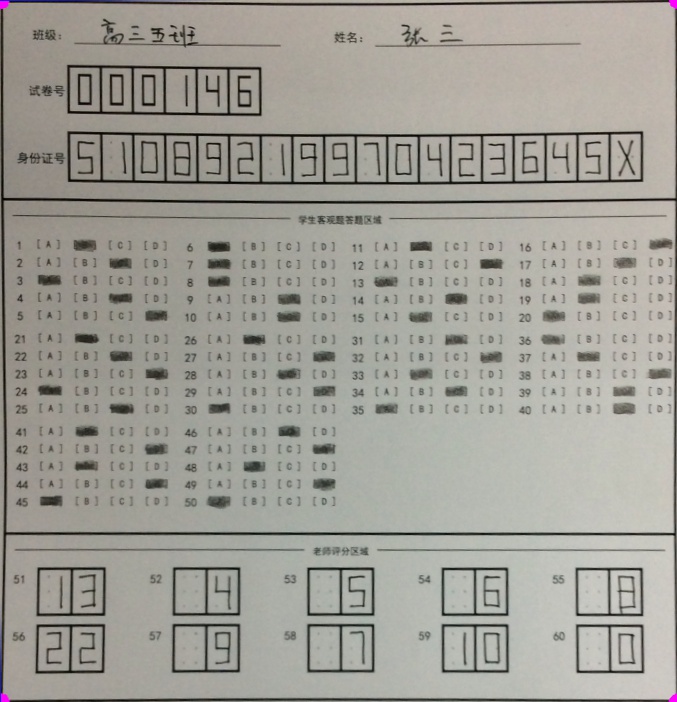 班级： 高三五班 姓名： 张三
试卷号 000146
身份证号 51089219970423645X
学生客观题答题区域
1 [A] [C] [D] 6 [B] [C] [D] 11 [A] [C] [D] 16 [A] [B] [C]
2 [A] [B] [D] 7 [B] [C] [D] 12 [A] [B] [C] 17 [A] [B] [D]
3 [B] [C] [D] 8 [B] [C] [D] 13 [B] [C] [D] 18 [A] [C] [D]
4 [A] [B] [D] 9 [A] [B] [D] 14 [A] [B] [D] 19 [A] [C] [D]
5 [A] [B] [C] 10 [A] [B] [D] 15 [A] [C] [D] 20 [B] [C] [D]
21 [A] [C] [D] 26 [A] [C] [D] 31 [A] [B] [D] 36 [B] [C] [D]
22 [A] [B] [D] 27 [A] [B] [C] 32 [A] [B] [C] 37 [A] [C] [D]
23 [A] [B] [C] 28 [A] [B] [D] 33 [A] [C] [D] 38 [A] [B] [C]
24 [B] [C] [D] 29 [A] [B] [C] 34 [A] [B] [D] 39 [A] [B] [D]
25 [A] [B] [D] 30 [B] [C] [D] 35 [B] [C] [D] 40 [A] [B] [D]
41 [A] [C] [D] 46 [A] [B] [D]
42 [A] [B] [C] 47 [A] [B] [C]
43 [A] [C] [D] 48 [A] [C] [D]
44 [A] [B] [C] 49 [A] [B] [C]
45 [B] [C] [D] 50 [B] [C] [D]
老师评分区域
51 13 52 4 53 5 54 6 55 8
56 22 57 9 58 7 59 10 60 0